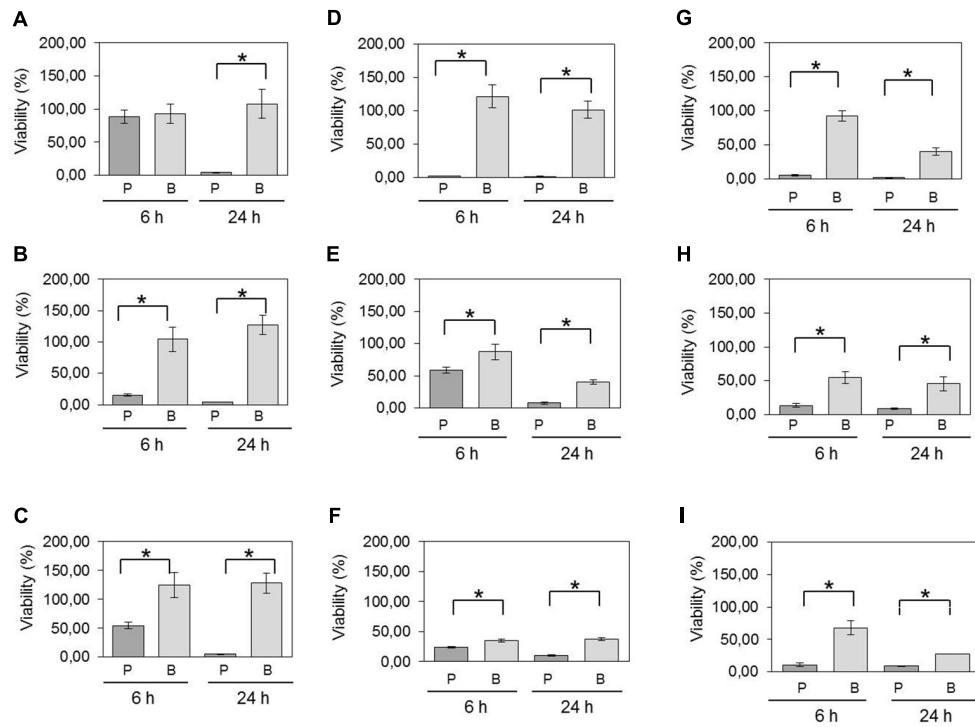 A
Viability (%)
200,00
150,00
100,00
50,00
0,00
*
P B P B
6 h 24 h
D
Viability (%)
200,00
150,00
100,00
50,00
0,00
* *
P B P B
6 h 24 h
G
Viability (%)
200,00
150,00
100,00
50,00
0,00
* *
P B P B
6 h 24 h
B
Viability (%)
200,00
150,00
100,00
50,00
0,00
* *
P B P B
6 h 24 h
E
Viability (%)
200,00
150,00
100,00
50,00
0,00
* *
P B P B
6 h 24 h
H
Viability (%)
200,00
150,00
100,00
50,00
0,00
* *
P B P B
6 h 24 h
C
Viability (%)
200,00
150,00
100,00
50,00
0,00
* *
P B P B
6 h 24 h
F
Viability (%)
200,00
150,00
100,00
50,00
0,00
* *
P B P B
6 h 24 h
I
Viability (%)
200,00
150,00
100,00
50,00
0,00
* *
P B P B
6 h 24 h